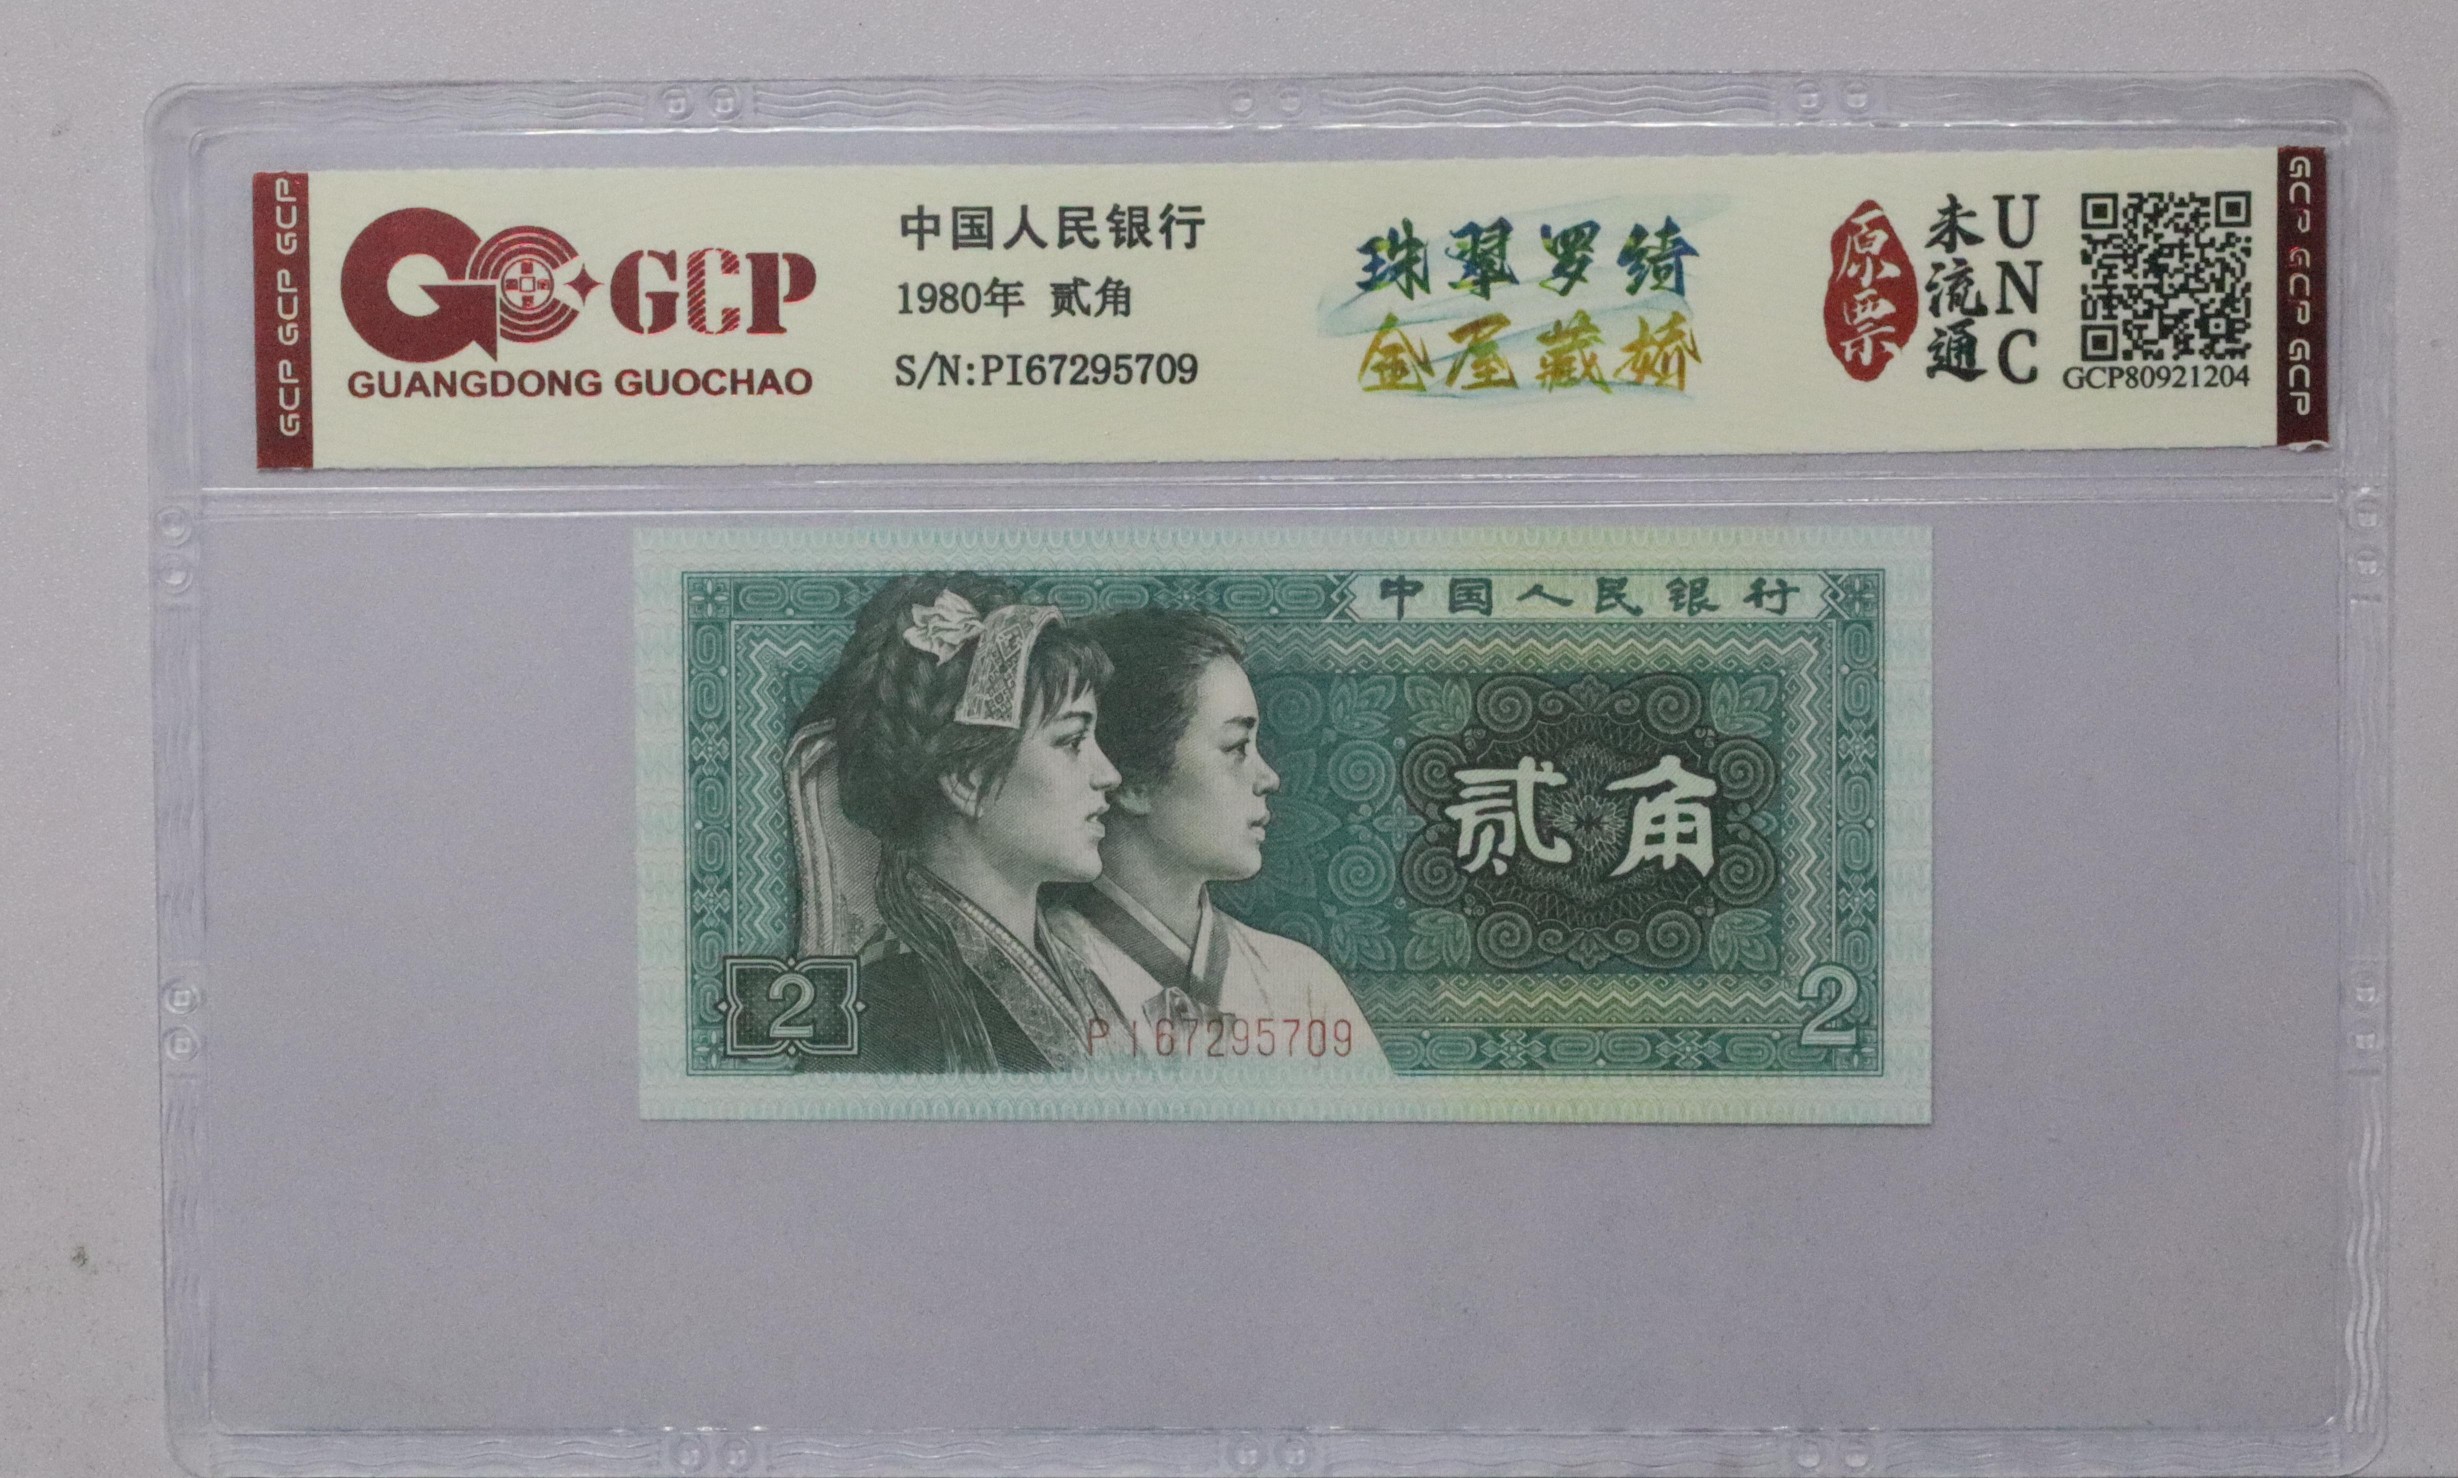 GCP GCP GCP
GCP
GUANGDONG GUOCHAO
中国人民银行
1980年 贰角
S/N:PI67295709
珠翠罗绮
金屋藏娇
原票
未流通
UNC
GCP80921204
GCP GCP GCP
中国人民银行
贰角
2
2
PI67295709